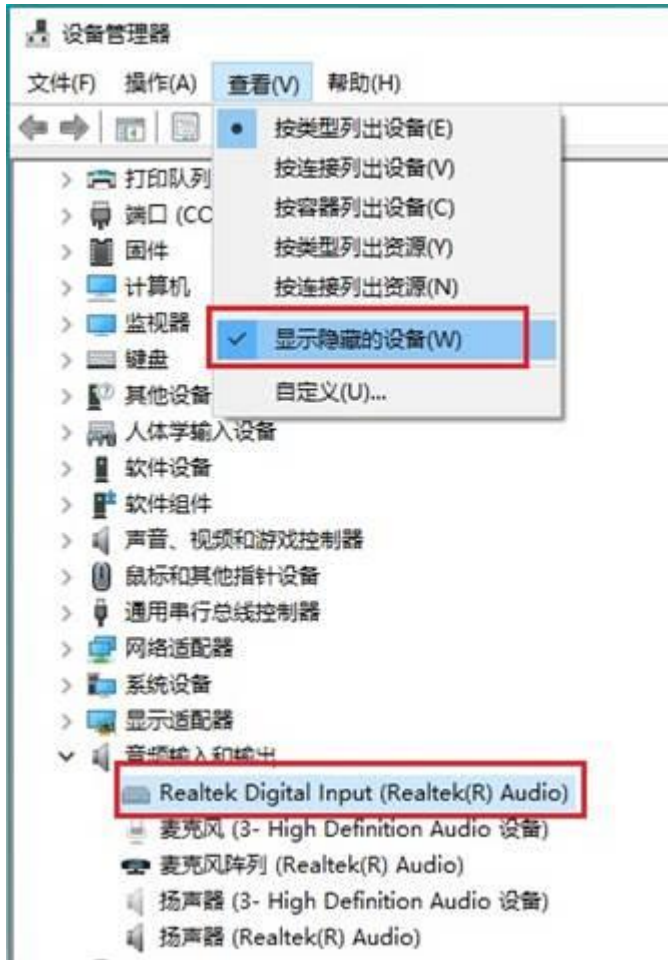 设备管理器
文件(F) 操作(A) 查看(V) 帮助(H)
按类型列出设备(E)
按连接列出设备(V)
按容器列出设备(C)
按类型列出资源(Y)
按连接列出资源(N)
显示隐藏的设备(W)
自定义(U)...
打印队列
端口 (CO
固件
计算机
监视器
键盘
其他设备
人体学输入设备
软件设备
软件组件
声音、视频和游戏控制器
鼠标和其他指针设备
通用串行总线控制器
网络适配器
系统设备
显示适配器
音频输入和输出
Realtek Digital Input (Realtek(R) Audio)
麦克风 (3- High Definition Audio 设备)
麦克风阵列 (Realtek(R) Audio)
扬声器 (3- High Definition Audio 设备)
扬声器 (Realtek(R) Audio)